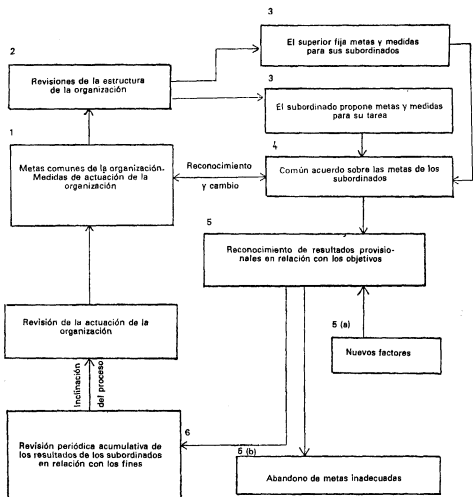 3
El superior fija metas y medidas
para sus subordinados
2
Revisiones de la estructura
de la organización
3
El subordinado propone metas y medidas
para su tarea
1
Metas comunes de la organización.
Medidas de actuación de la
organización
Reconocimiento
y cambio
4
Común acuerdo sobre las metas de los
subordinados
5
Reconocimiento de resultados provisio-
nales en relación con los objetivos
Revisión de la actuación de la
organización
5 (a)
Nuevos factores
Inclinación
del proceso
6
Revisión periódica acumulativa de
los resultados de los subordinados
en relación con los fines
5 (b)
Abandono de metas inadecuadas